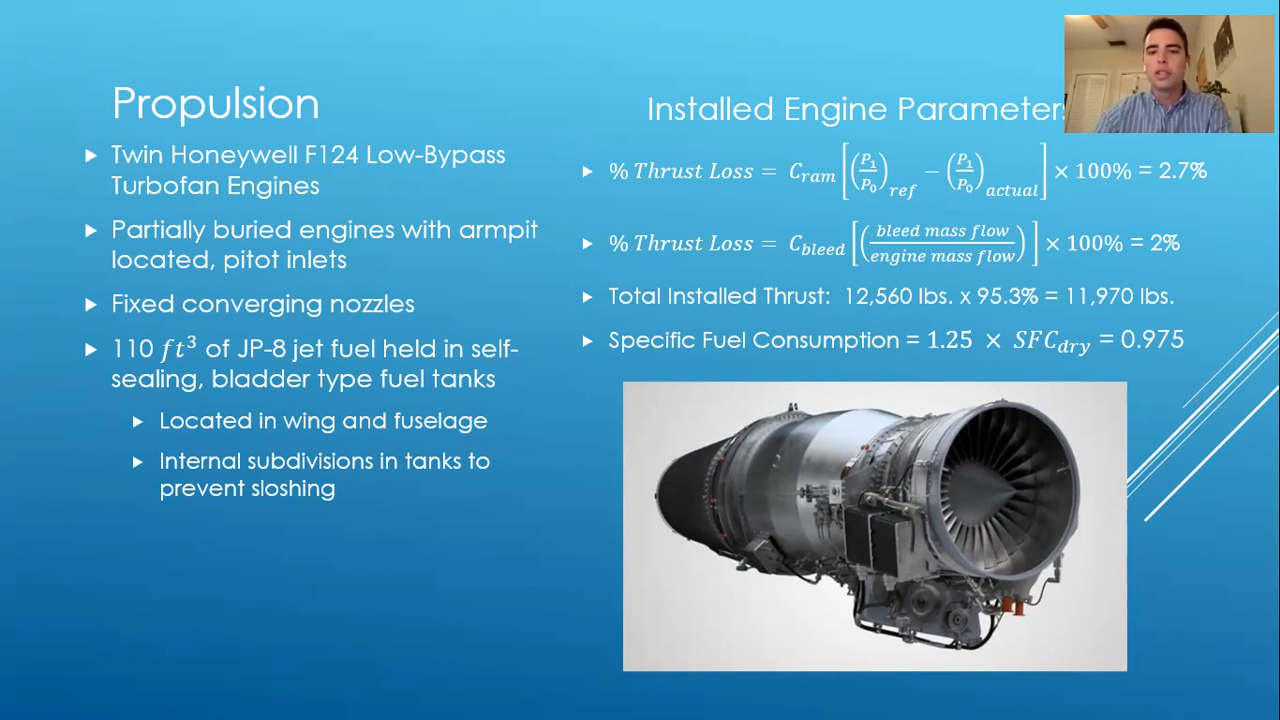 Propulsion
Twin Honeywell F124 Low-Bypass
Turbofan Engines
Partially buried engines with armpit
located, pitot inlets
Fixed converging nozzles
110 ft³ of JP-8 jet fuel held in self-
sealing, bladder type fuel tanks
Located in wing and fuselage
Internal subdivisions in tanks to
prevent sloshing
Installed Engine Parameters
% Thrust Loss = C_ram [(P₁/P₀)_ref − (P₁/P₀)_actual] × 100% = 2.7%
% Thrust Loss = C_bleed [(bleed mass flow/engine mass flow)] × 100% = 2%
Total Installed Thrust: 12,560 lbs. x 95.3% = 11,970 lbs.
Specific Fuel Consumption = 1.25 × SFC_dry = 0.975